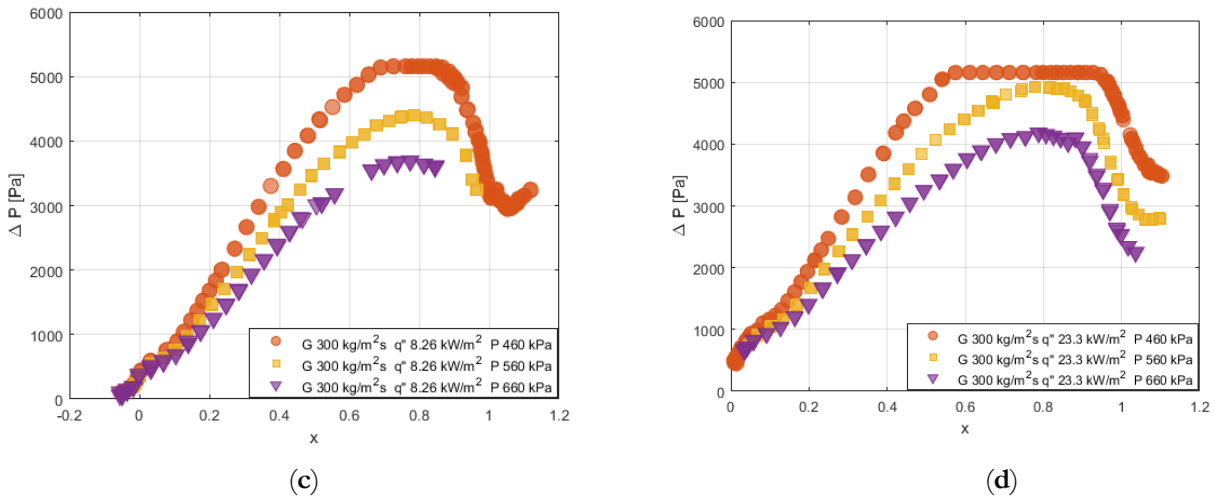 6000
5000
4000
3000
2000
1000
0
-0.2 0 0.2 0.4 0.6 0.8 1 1.2
Δ P [Pa]
x
G 300 kg/m²s q" 8.26 kW/m² P 460 kPa
G 300 kg/m²s q" 8.26 kW/m² P 560 kPa
G 300 kg/m²s q" 8.26 kW/m² P 660 kPa
(c)
6000
5000
4000
3000
2000
1000
0
0 0.2 0.4 0.6 0.8 1 1.2
Δ P [Pa]
x
G 300 kg/m²s q" 23.3 kW/m² P 460 kPa
G 300 kg/m²s q" 23.3 kW/m² P 560 kPa
G 300 kg/m²s q" 23.3 kW/m² P 660 kPa
(d)